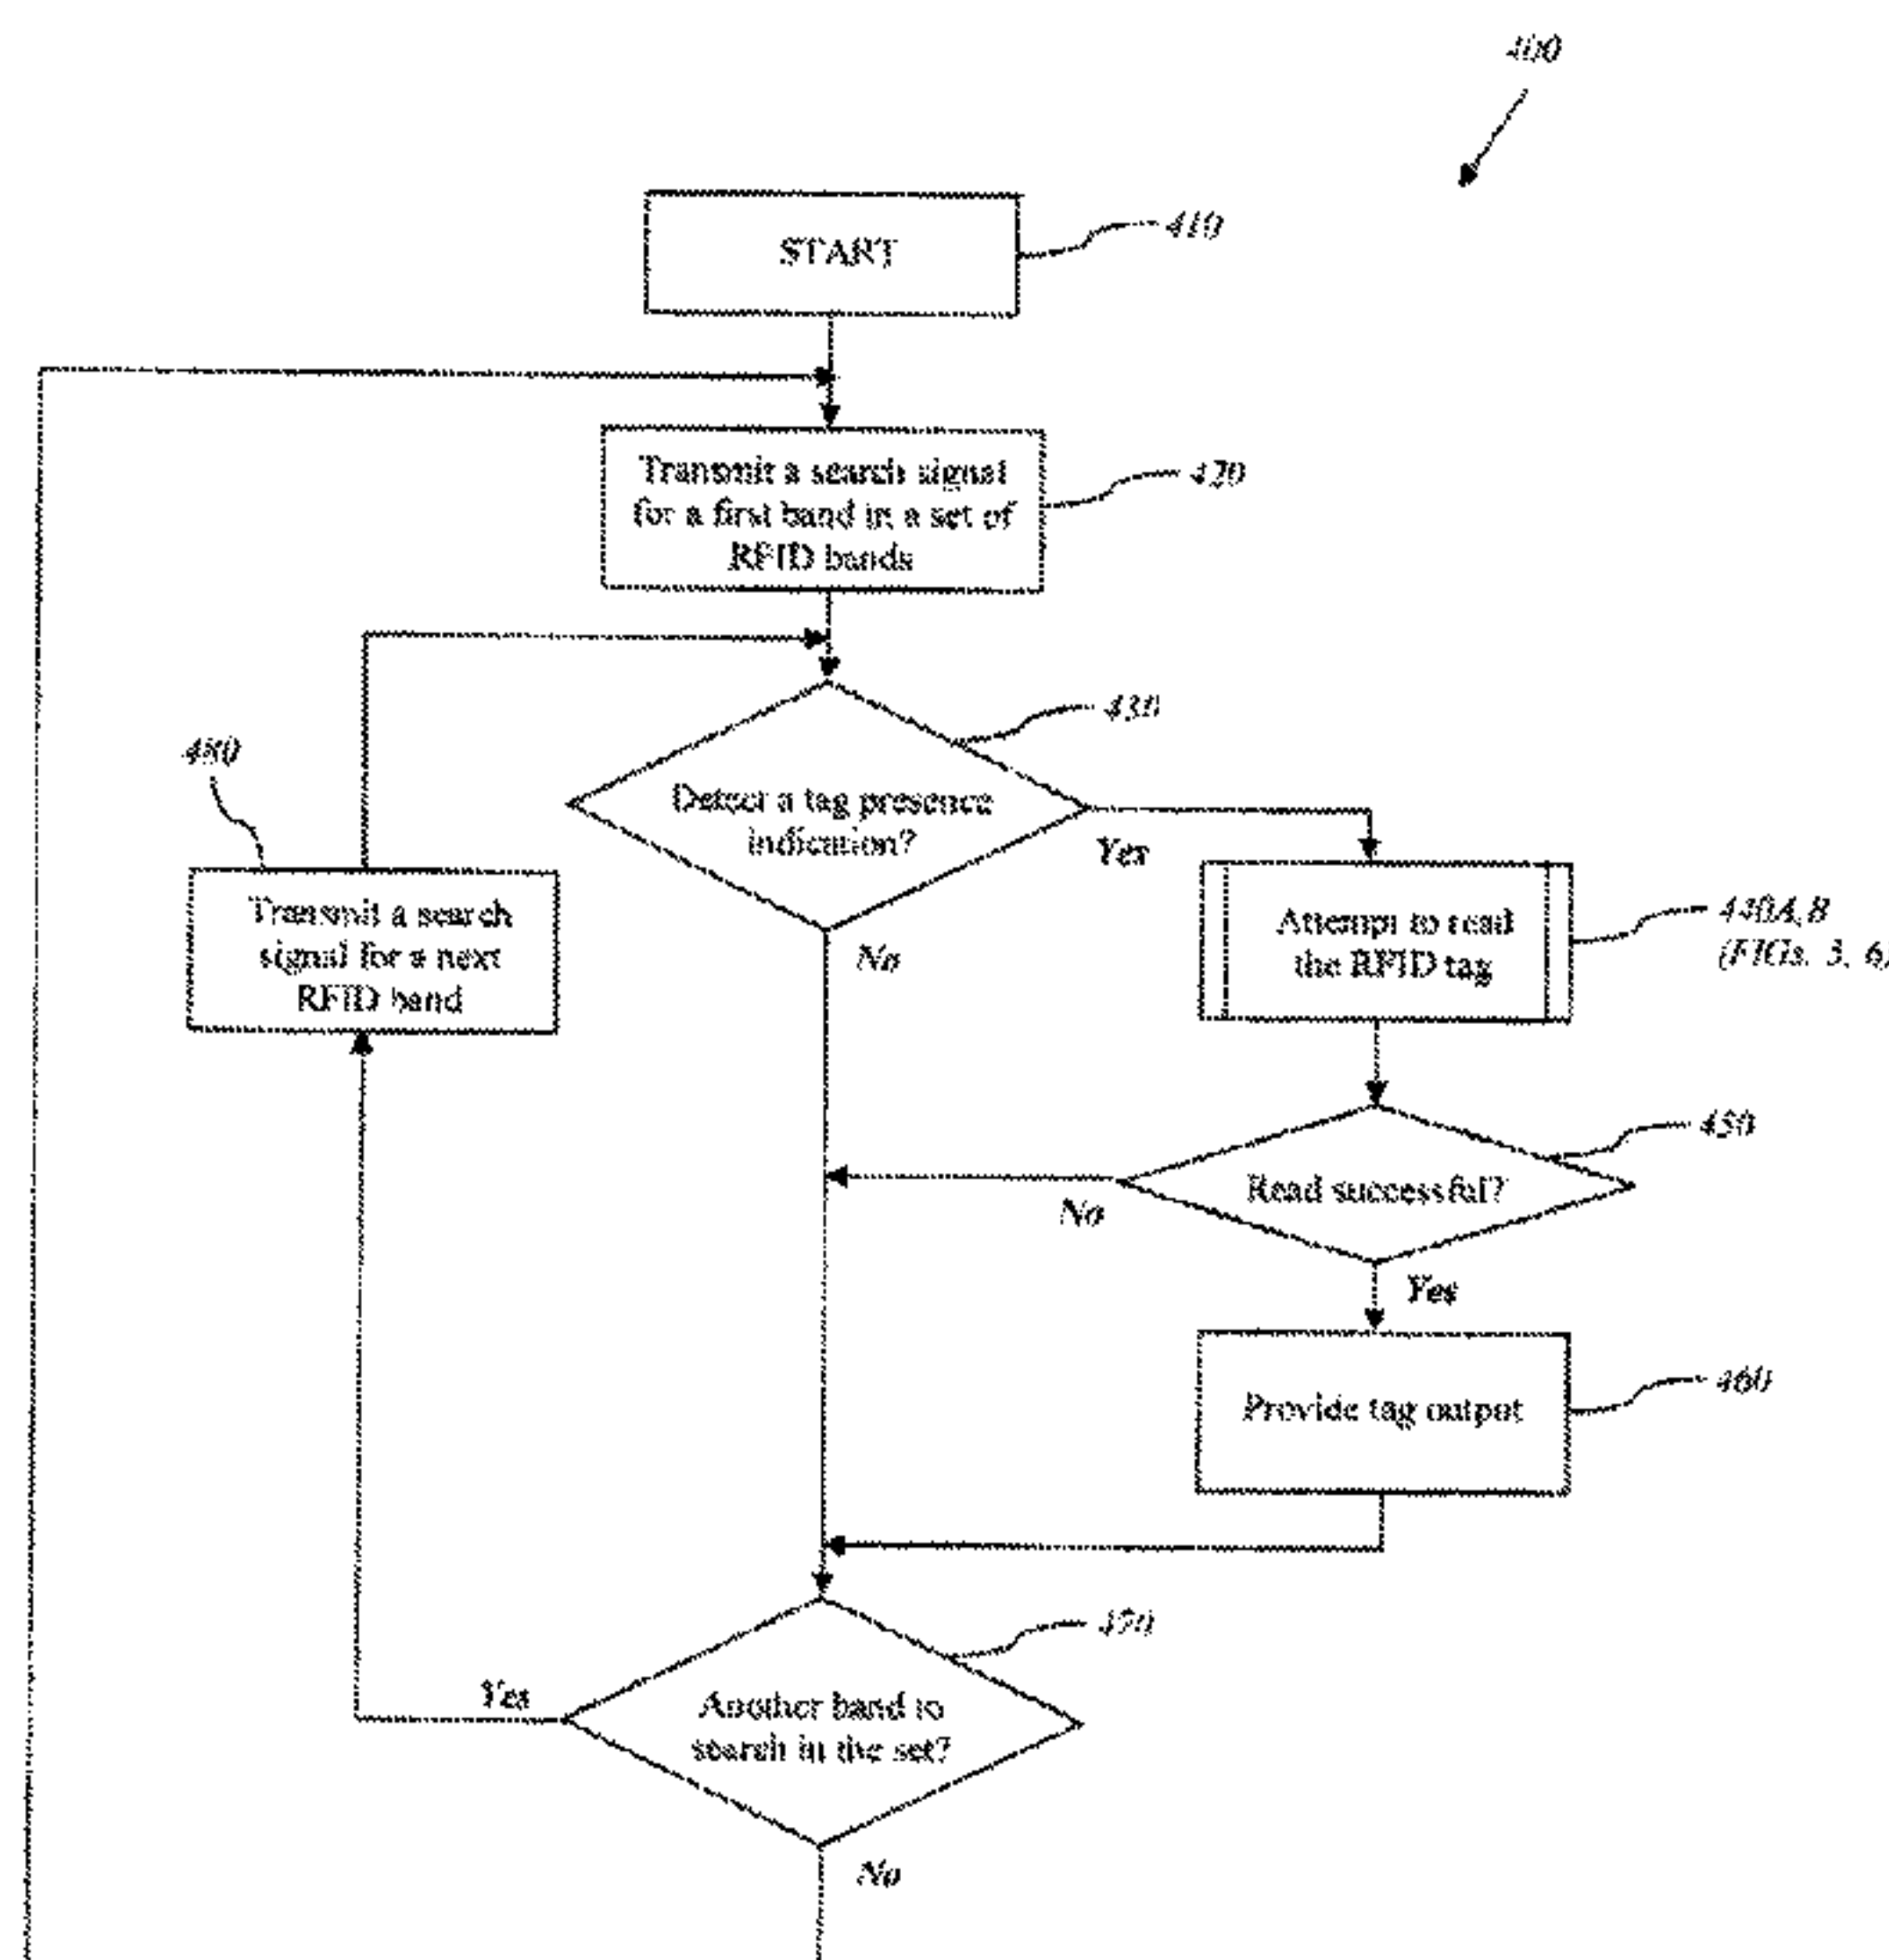 400
START
410
Transmit a search signal
for a first band in a set of
RFID bands
420
430
Detect a tag presence
indication?
Yes
No
480
Transmit a search
signal for a next
RFID band
Attempt to read
the RFID tag
440A,B
(FIGs. 3, 6)
450
Read successful?
No
Yes
Provide tag output
460
470
Another band to
search in the set?
Yes
No